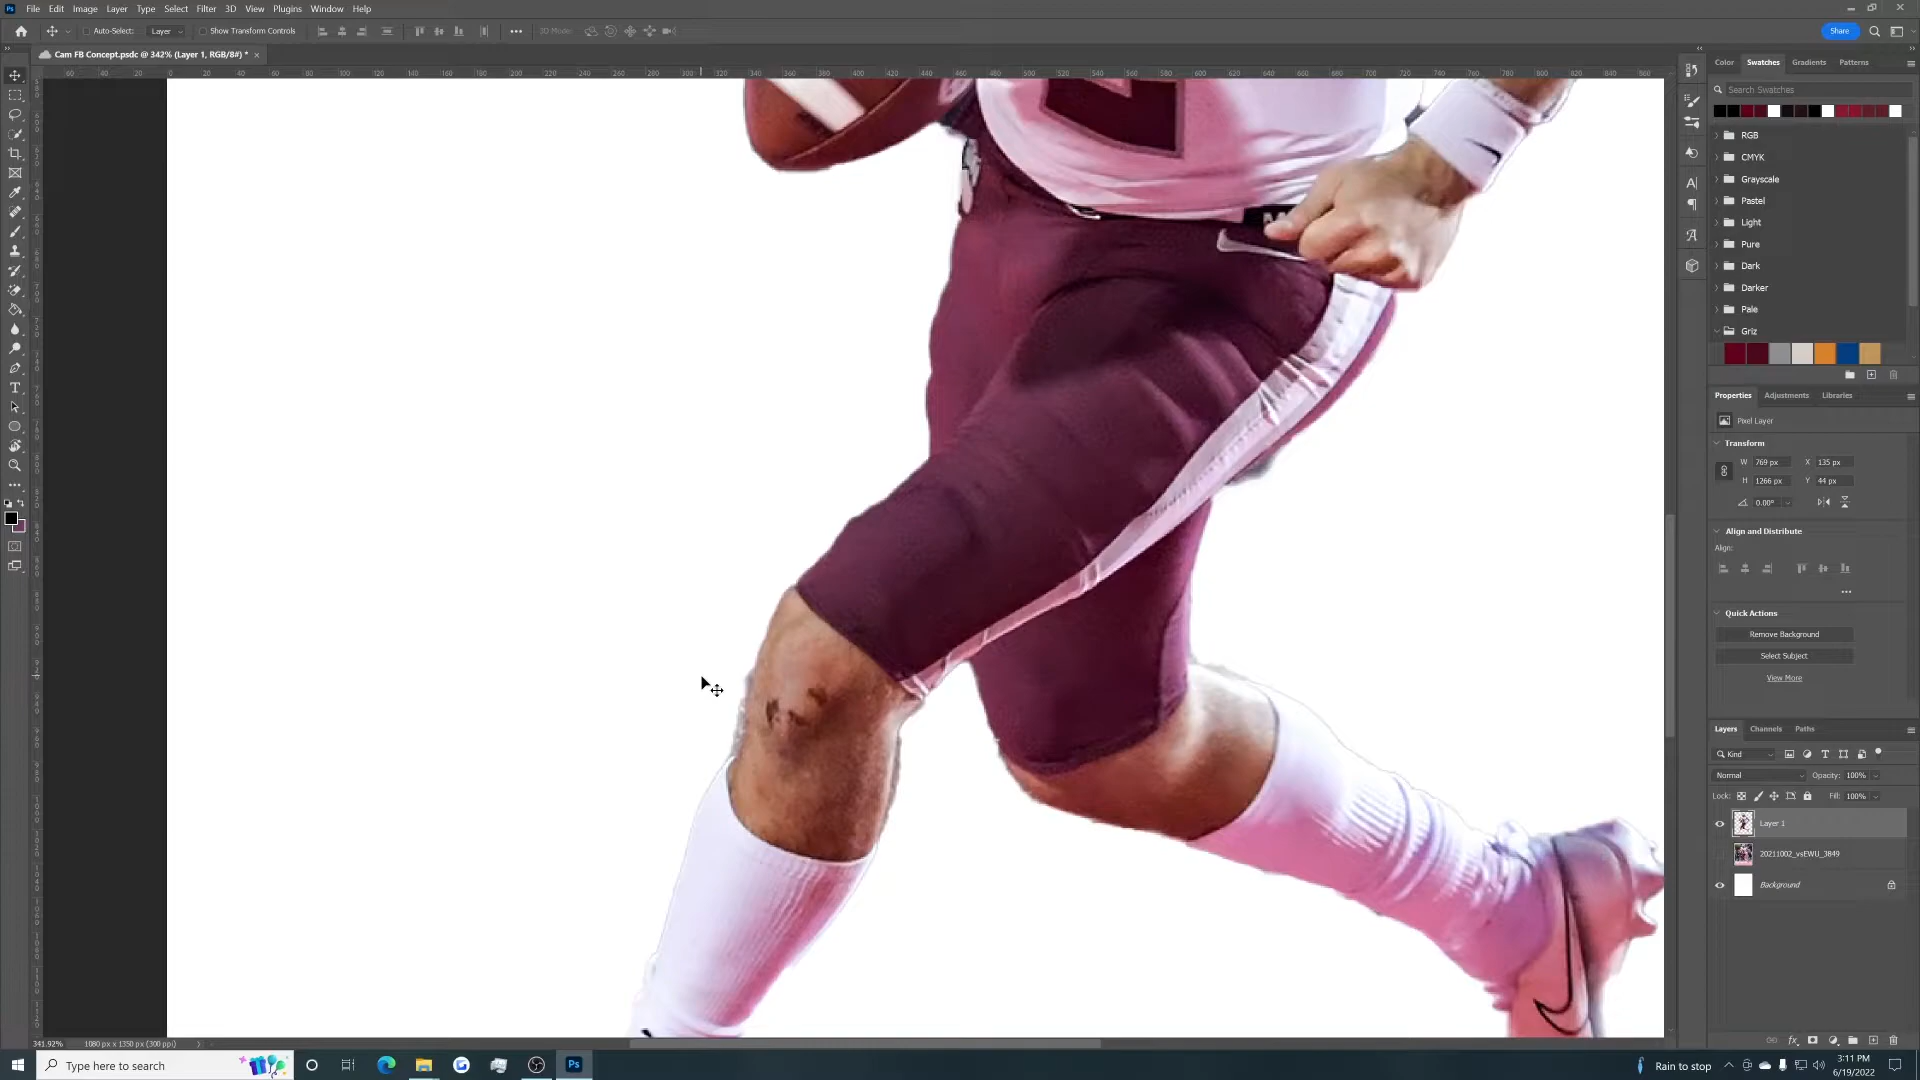 File Edit Image Layer Type Select Filter 3D View Plugins Window Help
Auto-Select: Layer Show Transform Controls 3D Mode: Share
Cam FB Concept.psdc @ 342% (Layer 1, RGB/8#) * ×
Color Swatches Gradients Patterns
Search Swatches
RGB
CMYK
Grayscale
Pastel
Light
Pure
Dark
Darker
Pale
Griz
Properties Adjustments Libraries
Pixel Layer
Transform
W 769 px X 135 px
H 1266 px Y 44 px
0.00°
Align and Distribute
Align:
Quick Actions
Remove Background
Select Subject
View More
Layers Channels Paths
Kind
Normal Opacity: 100%
Lock: Fill: 100%
Layer 1
20211002_vsEWU_3849
Background
341.92% 1080 px x 1350 px (300 ppi)
Type here to search
Rain to stop
3:11 PM
6/19/2022